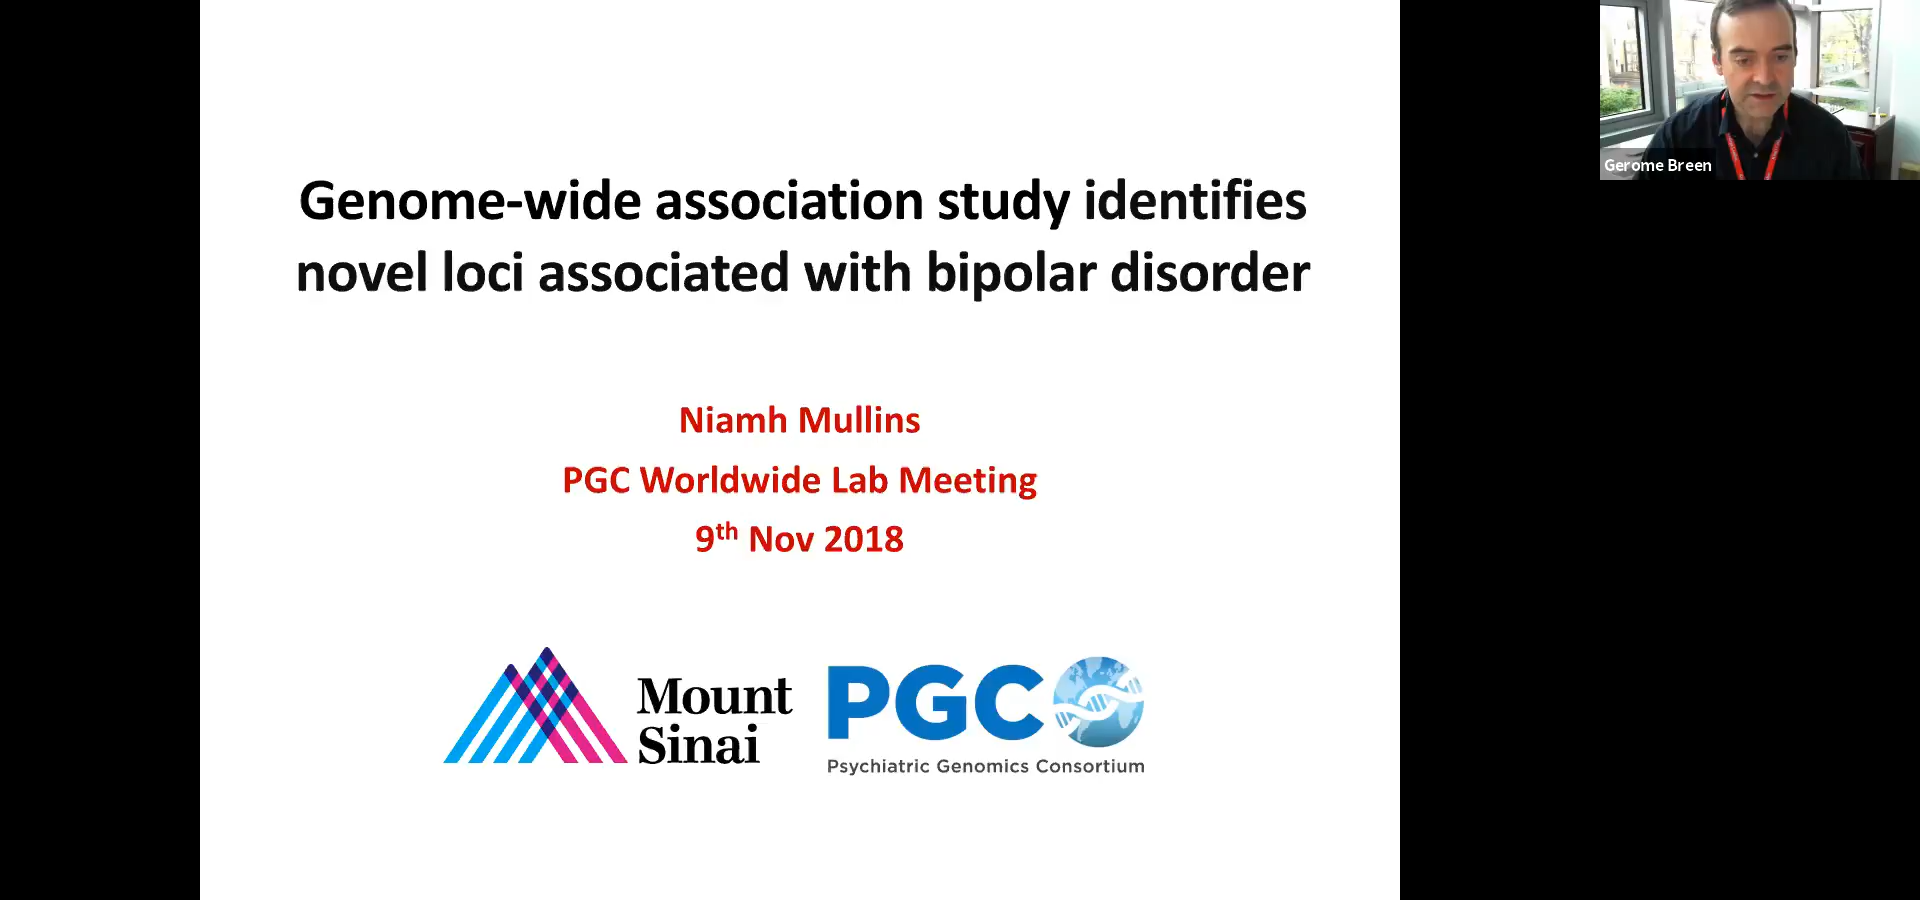 Genome-wide association study identifies
novel loci associated with bipolar disorder
Niamh Mullins
PGC Worldwide Lab Meeting
9th Nov 2018
Mount
Sinai
PGC
Psychiatric Genomics Consortium
Gerome Breen